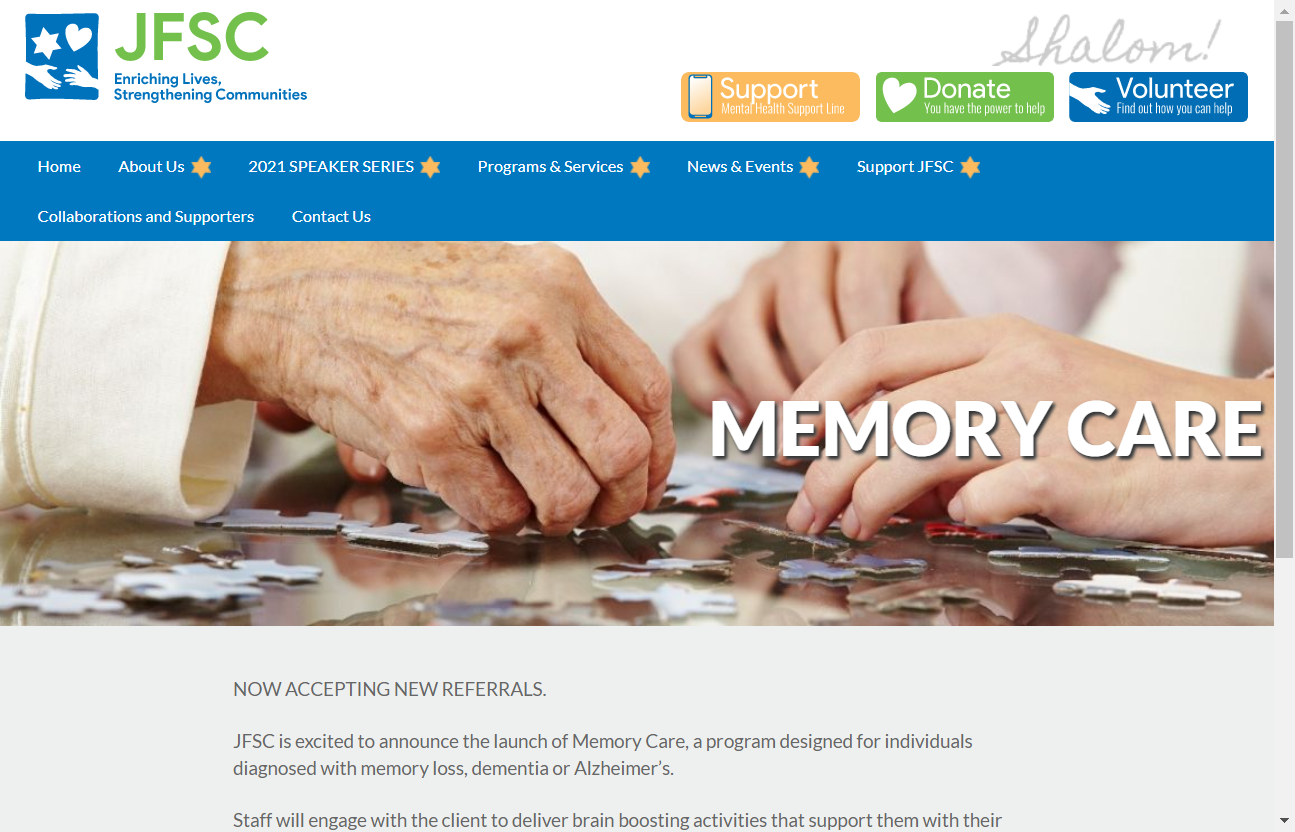 JFSC
Enriching Lives,
Strengthening Communities
Shalom!
Support
Mental Health Support Line
Donate
You have the power to help
Volunteer
Find out how you can help
Home About Us 2021 SPEAKER SERIES Programs & Services News & Events Support JFSC
Collaborations and Supporters Contact Us
MEMORY CARE
NOW ACCEPTING NEW REFERRALS.
JFSC is excited to announce the launch of Memory Care, a program designed for individuals
diagnosed with memory loss, dementia or Alzheimer’s.
Staff will engage with the client to deliver brain boosting activities that support them with their